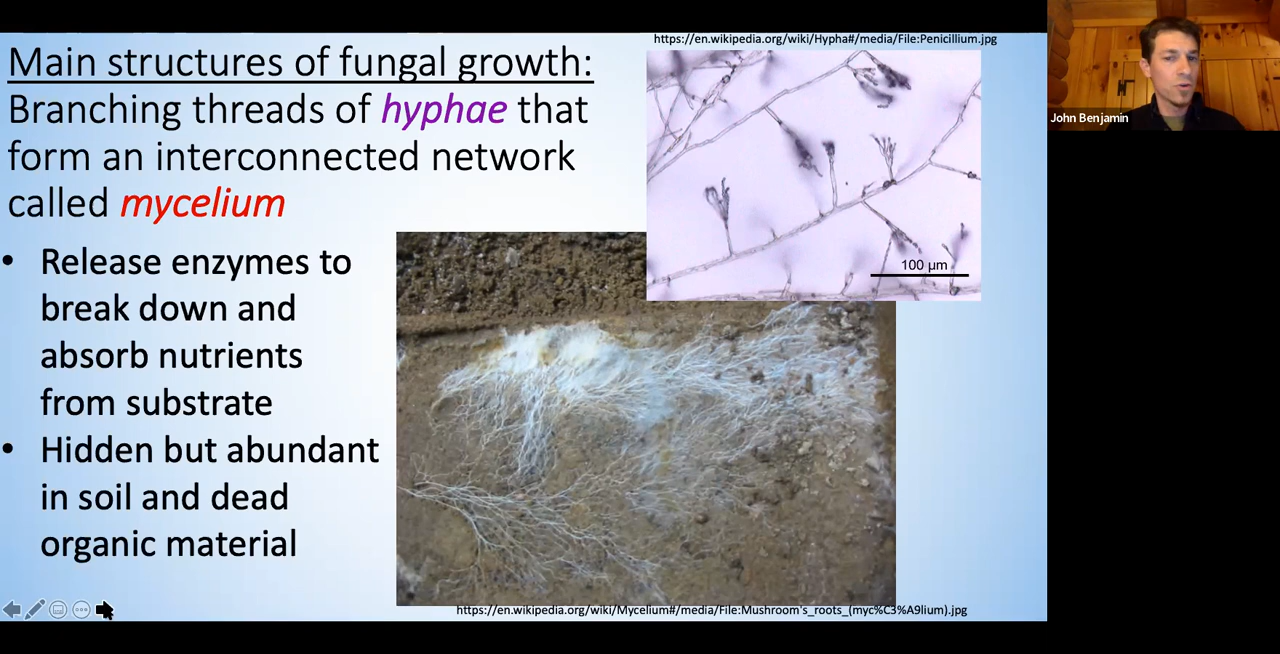 https://en.wikipedia.org/wiki/Hypha#/media/File:Penicillium.jpg
Main structures of fungal growth:
Branching threads of hyphae that
form an interconnected network
called mycelium
• Release enzymes to
break down and
absorb nutrients
from substrate
• Hidden but abundant
in soil and dead
organic material
100 µm
https://en.wikipedia.org/wiki/Mycelium#/media/File:Mushroom's_roots_(myc%C3%A9lium).jpg
John Benjamin